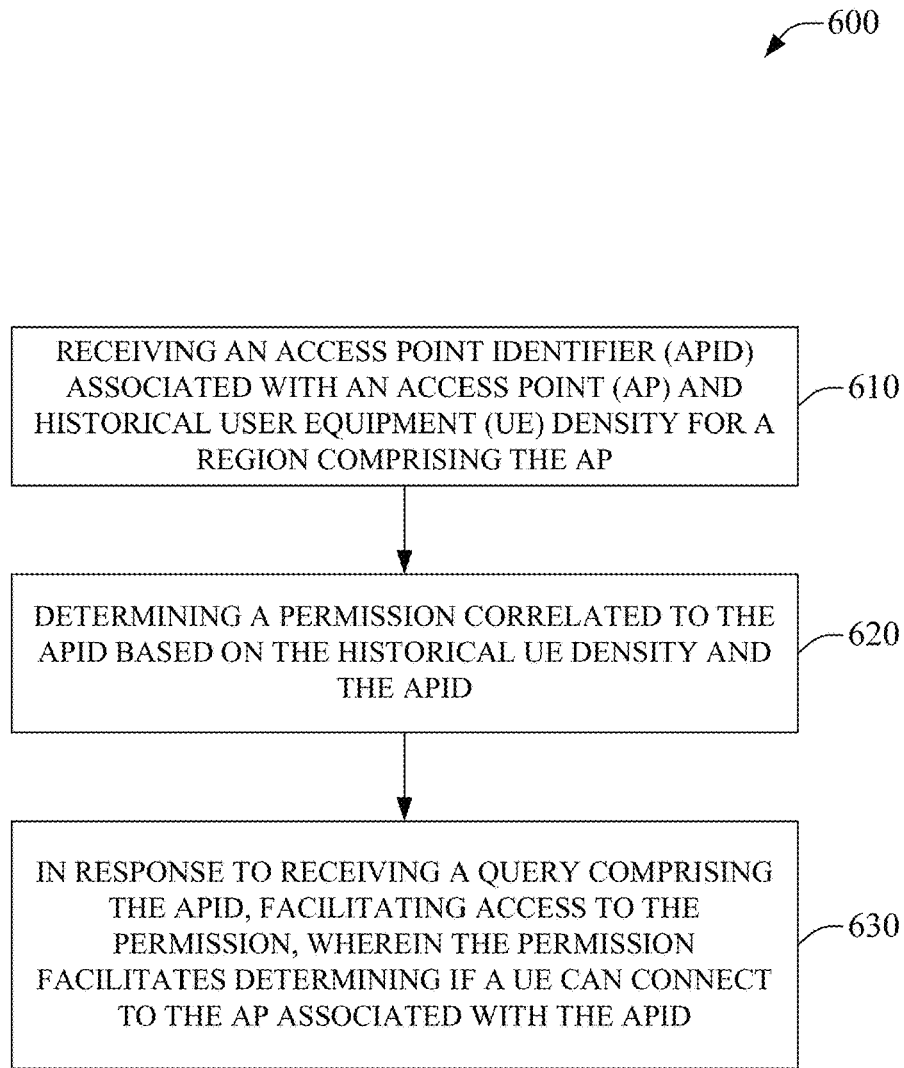 600
RECEIVING AN ACCESS POINT IDENTIFIER (APID)
ASSOCIATED WITH AN ACCESS POINT (AP) AND
HISTORICAL USER EQUIPMENT (UE) DENSITY FOR A
REGION COMPRISING THE AP
610
DETERMINING A PERMISSION CORRELATED TO THE
APID BASED ON THE HISTORICAL UE DENSITY AND
THE APID
620
IN RESPONSE TO RECEIVING A QUERY COMPRISING
THE APID, FACILITATING ACCESS TO THE
PERMISSION, WHEREIN THE PERMISSION
FACILITATES DETERMINING IF A UE CAN CONNECT
TO THE AP ASSOCIATED WITH THE APID
630